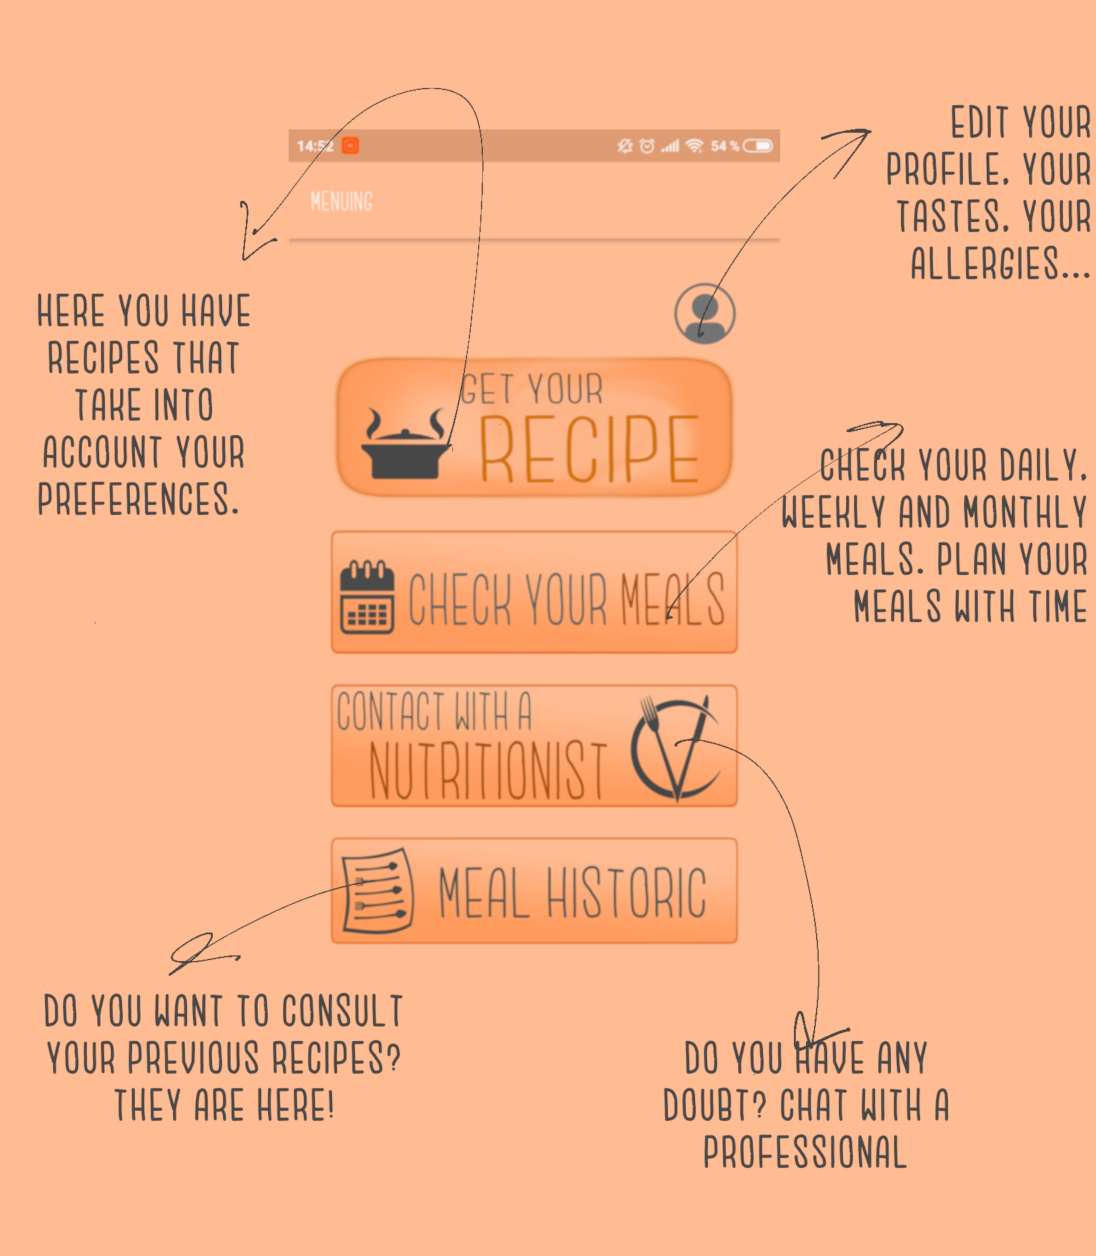 14:52
54 %
MENUING
EDIT YOUR
PROFILE, YOUR
TASTES, YOUR
ALLERGIES...
HERE YOU HAVE
RECIPES THAT
TAKE INTO
ACCOUNT YOUR
PREFERENCES.
GET YOUR
RECIPE
CHECK YOUR DAILY,
WEEKLY AND MONTHLY
MEALS. PLAN YOUR
MEALS WITH TIME
CHECK YOUR MEALS
CONTACT WITH A
NUTRITIONIST
MEAL HISTORIC
DO YOU WANT TO CONSULT
YOUR PREVIOUS RECIPES?
THEY ARE HERE!
DO YOU HAVE ANY
DOUBT? CHAT WITH A
PROFESSIONAL